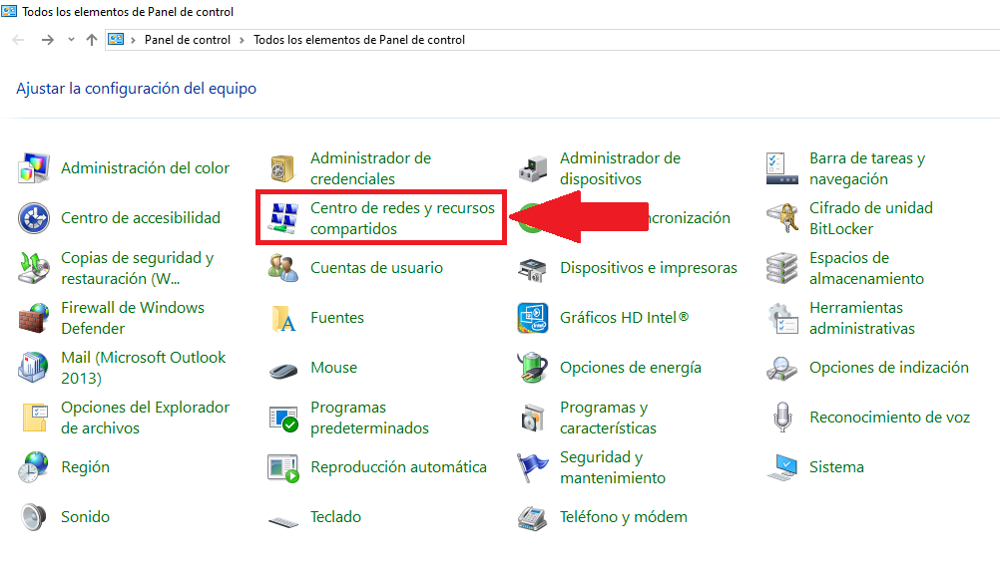 Todos los elementos de Panel de control
Panel de control > Todos los elementos de Panel de control
Ajustar la configuración del equipo
Administración del color
Administrador de
credenciales
Administrador de
dispositivos
Barra de tareas y
navegación
Centro de accesibilidad
Centro de redes y recursos
compartidos
Cifrado de unidad
BitLocker
Copias de seguridad y
restauración (W...
Cuentas de usuario
Dispositivos e impresoras
Espacios de
almacenamiento
Firewall de Windows
Defender
Fuentes
Gráficos HD Intel®
Herramientas
administrativas
Mail (Microsoft Outlook
2013)
Mouse
Opciones de energía
Opciones de indización
Opciones del Explorador
de archivos
Programas
predeterminados
Programas y
características
Reconocimiento de voz
Región
Reproducción automática
Seguridad y
mantenimiento
Sistema
Sonido
Teclado
Teléfono y módem